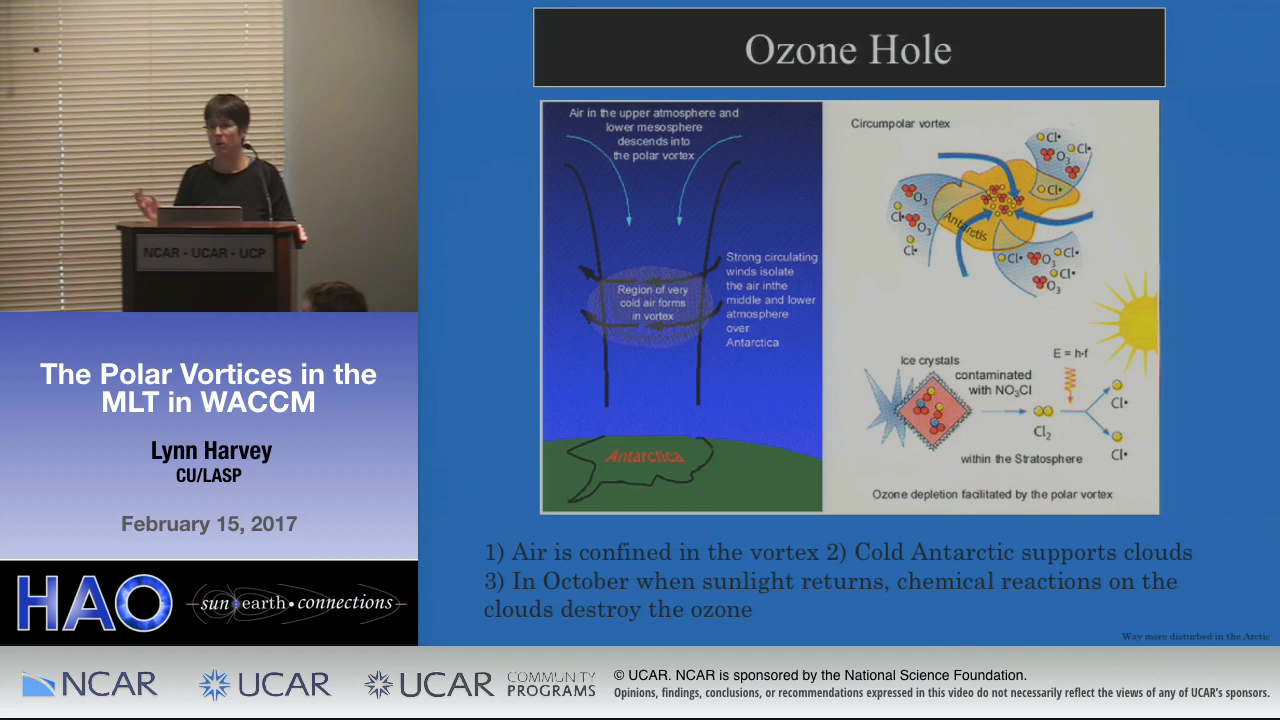 NCAR - UCAR - UCP
The Polar Vortices in the
MLT in WACCM
Lynn Harvey
CU/LASP
February 15, 2017
HAO
sun•earth•connections
Ozone Hole
Air in the upper atmosphere and
lower mesosphere
descends into
the polar vortex
Region of very
cold air forms
in vortex
Strong circulating
winds isolate
the air inthe
middle and lower
atmosphere
over
Antarctica
Antarctica
Circumpolar vortex
Cl•
Cl•
O3
Cl•
O3
Cl•
O3
Cl•
Antarctis
Cl•
O3
Cl•
Cl•
O3
E = h-f
Ice crystals
contaminated
with NO3Cl
Cl2
Cl•
Cl•
within the Stratosphere
Ozone depletion facilitated by the polar vortex
1) Air is confined in the vortex 2) Cold Antarctic supports clouds
3) In October when sunlight returns, chemical reactions on the
clouds destroy the ozone
Way more disturbed in the Arctic
NCAR
UCAR
UCAR
COMMUNITY
PROGRAMS
© UCAR. NCAR is sponsored by the National Science Foundation.
Opinions, findings, conclusions, or recommendations expressed in this video do not necessarily reflect the views of any of UCAR's sponsors.